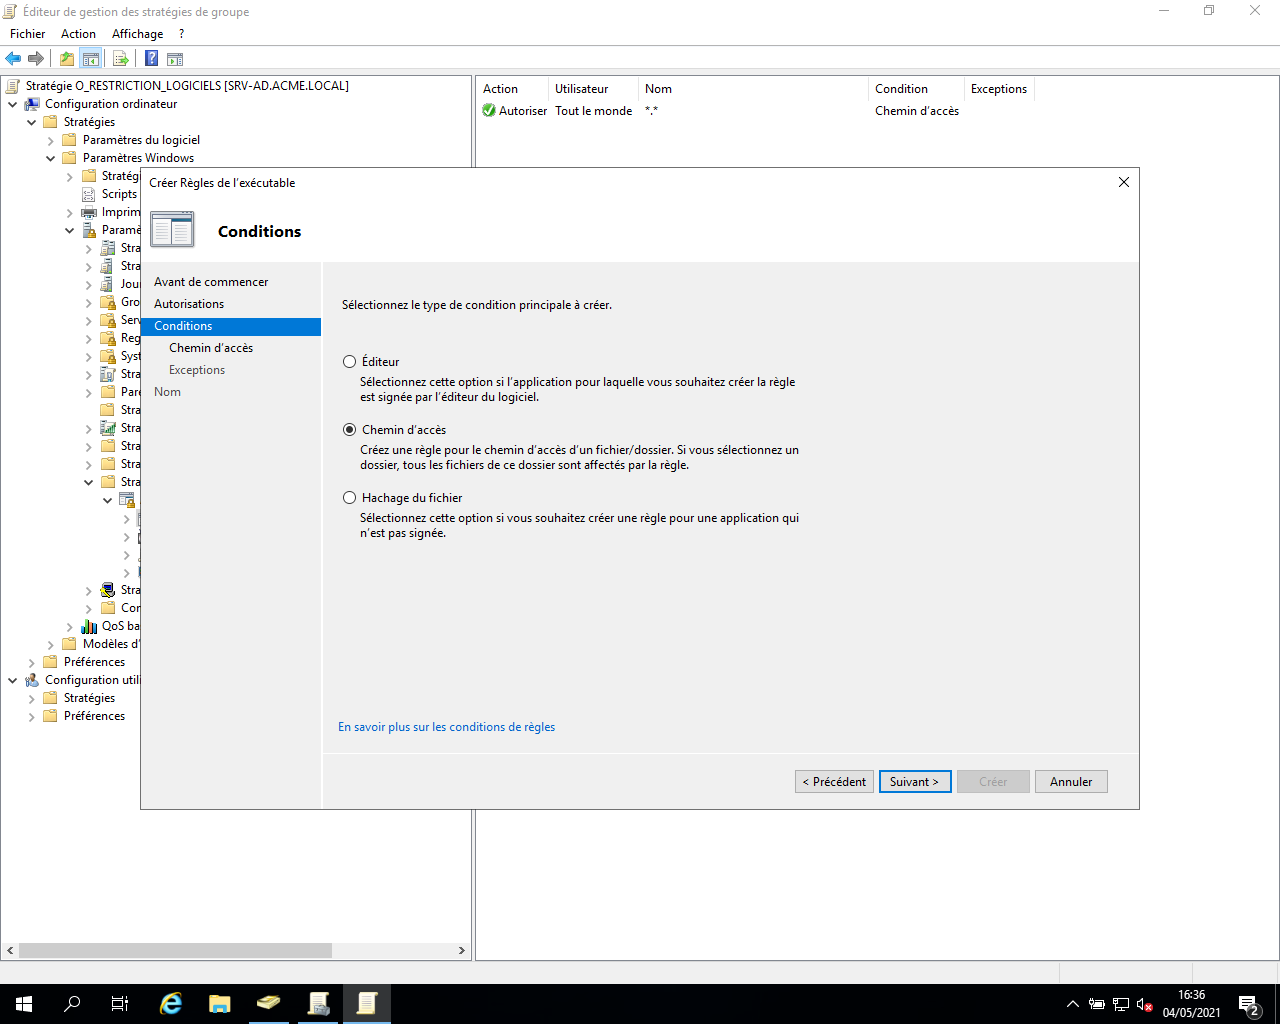 Éditeur de gestion des stratégies de groupe
Fichier Action Affichage ?
Stratégie O_RESTRICTION_LOGICIELS [SRV-AD.ACME.LOCAL]
Configuration ordinateur
Stratégies
Paramètres du logiciel
Paramètres Windows
Stratégi
Scripts
Imprim
Paramè
Stra
Stra
Jour
Gro
Serv
Reg
Syst
Stra
Pare
Stra
Stra
Stra
Stra
Stra
Stra
Con
QoS ba
Modèles d'
Préférences
Configuration utili
Stratégies
Préférences
Action Utilisateur Nom Condition Exceptions
Autoriser Tout le monde *.* Chemin d'accès
Créer Règles de l'exécutable
Conditions
Avant de commencer
Autorisations
Conditions
Chemin d'accès
Exceptions
Nom
Sélectionnez le type de condition principale à créer.
Éditeur
Sélectionnez cette option si l'application pour laquelle vous souhaitez créer la règle
est signée par l'éditeur du logiciel.
Chemin d'accès
Créez une règle pour le chemin d'accès d'un fichier/dossier. Si vous sélectionnez un
dossier, tous les fichiers de ce dossier sont affectés par la règle.
Hachage du fichier
Sélectionnez cette option si vous souhaitez créer une règle pour une application qui
n'est pas signée.
En savoir plus sur les conditions de règles
< Précédent Suivant > Créer Annuler
16:36
04/05/2021
2